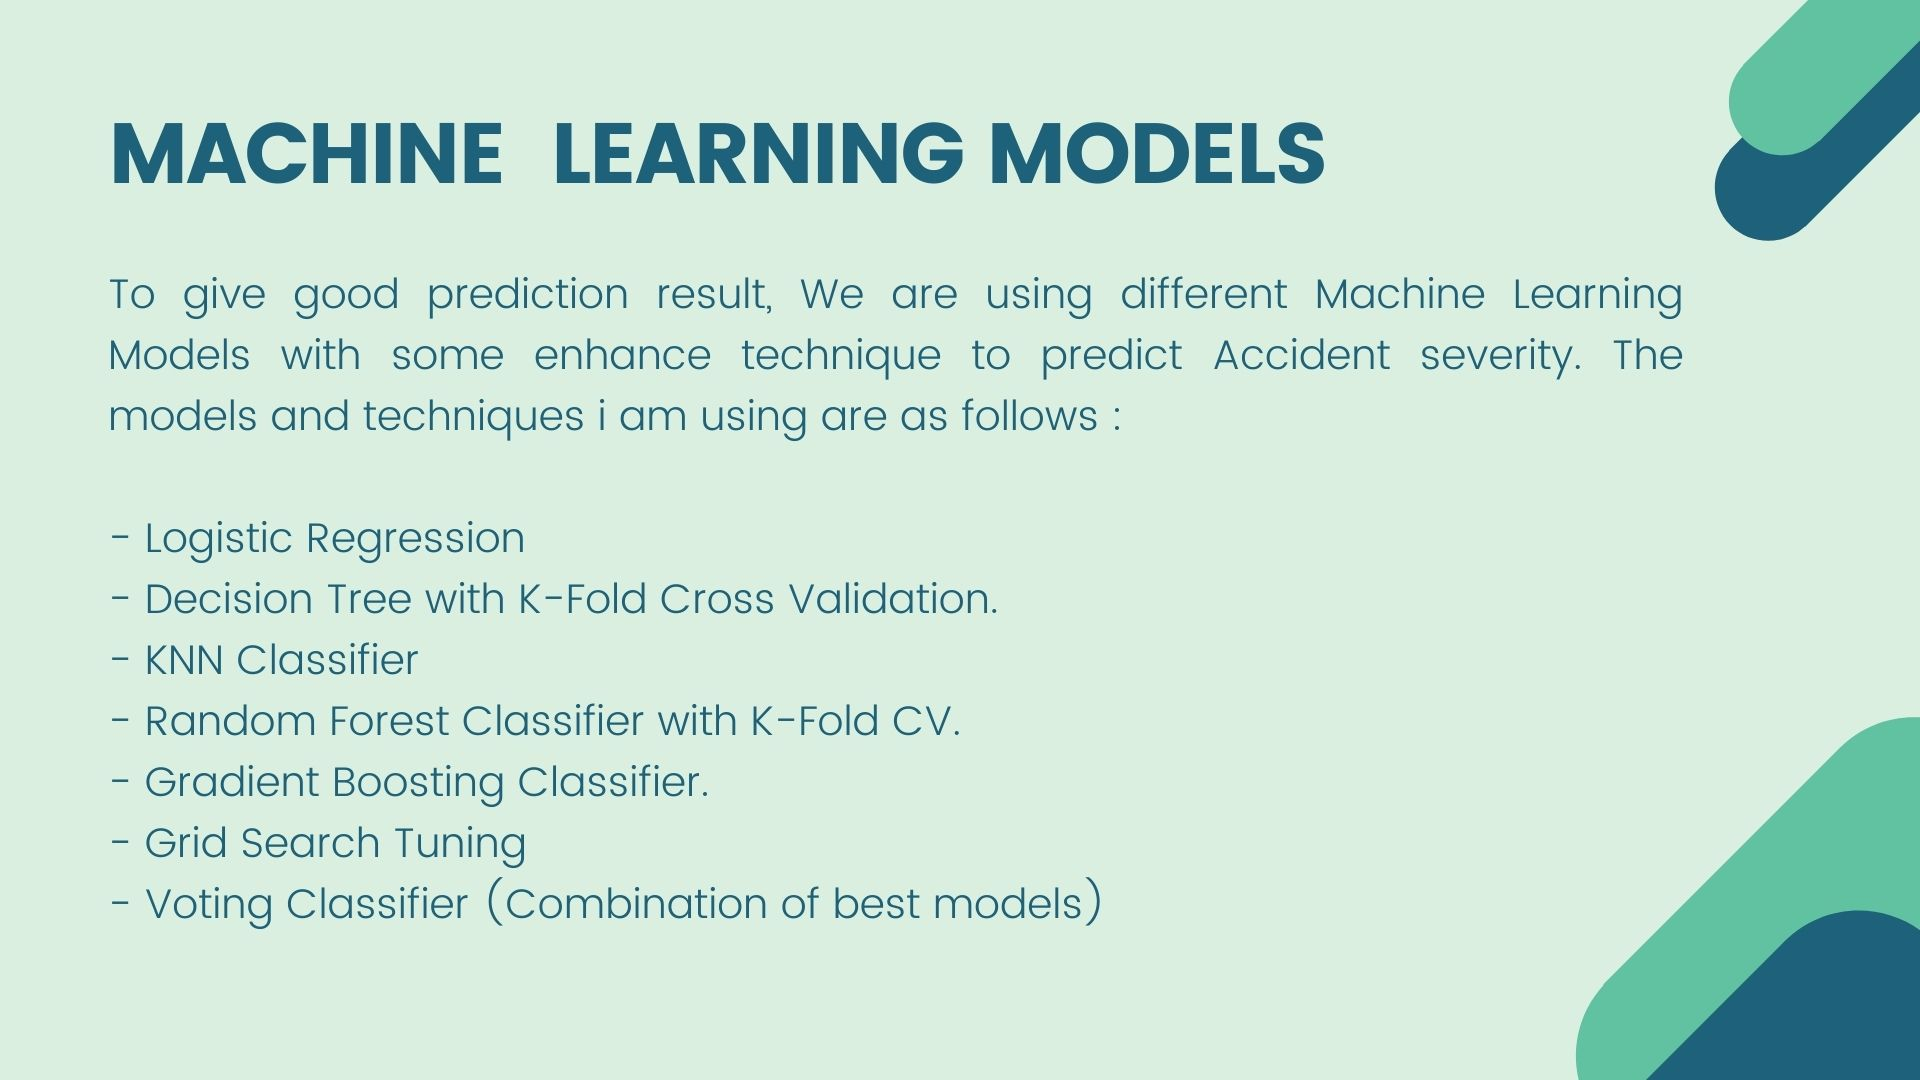 MACHINE LEARNING MODELS
To give good prediction result, We are using different Machine Learning
Models with some enhance technique to predict Accident severity. The
models and techniques i am using are as follows :
- Logistic Regression
- Decision Tree with K-Fold Cross Validation.
- KNN Classifier
- Random Forest Classifier with K-Fold CV.
- Gradient Boosting Classifier.
- Grid Search Tuning
- Voting Classifier (Combination of best models)